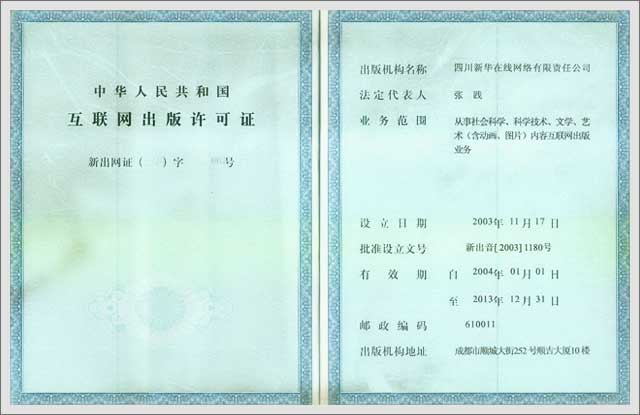 中华人民共和国
互联网出版许可证
新出网证( )字 号
出版机构名称 四川新华在线网络有限责任公司
法定代表人 张践
业务范围 从事社会科学、科学技术、文学、艺
术(含动画、图片)内容互联网出版
业务
设立日期 2003年11月17日
批准设立文号 新出音[2003]1180号
有效期 自 2004年01月01日
至 2013年12月31日
邮政编码 610011
出版机构地址 成都市顺城大街252号顺吉大厦10楼